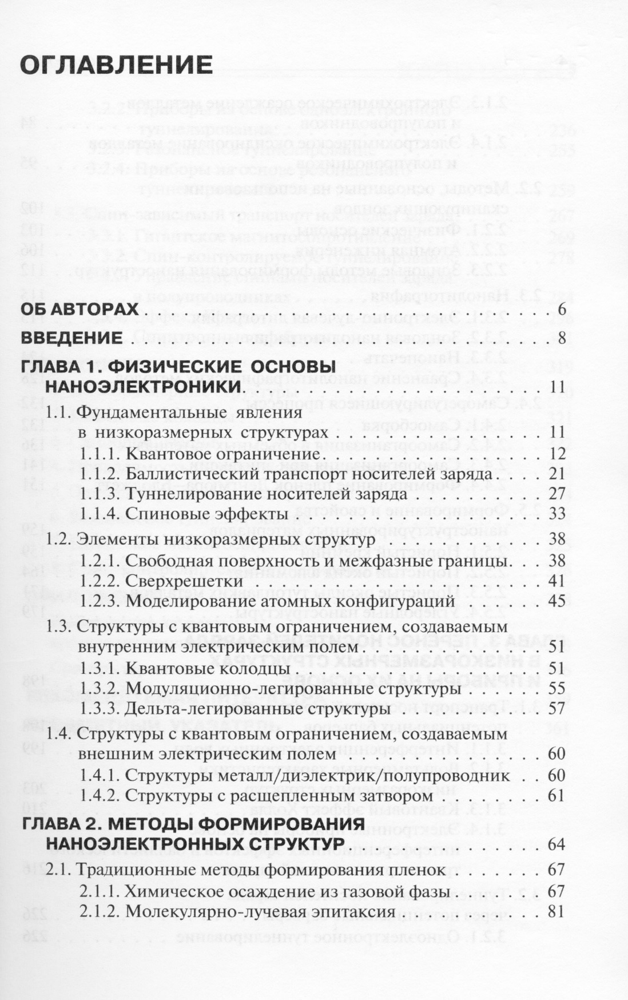 ОГЛАВЛЕНИЕ
ОБ АВТОРАХ . . . . . . . . . . . . . . . . . . . . . . . . . 6
ВВЕДЕНИЕ . . . . . . . . . . . . . . . . . . . . . . . . . . 8
ГЛАВА 1. ФИЗИЧЕСКИЕ ОСНОВЫ
НАНОЭЛЕКТРОНИКИ. . . . . . . . . . . . . . . . . . . 11
1.1. Фундаментальные явления
в низкоразмерных структурах . . . . . . . . . . . . . 11
1.1.1. Квантовое ограничение. . . . . . . . . . . . . . 12
1.1.2. Баллистический транспорт носителей заряда. . . . 21
1.1.3. Туннелирование носителей заряда . . . . . . . . . 27
1.1.4. Спиновые эффекты . . . . . . . . . . . . . . . . 33
1.2. Элементы низкоразмерных структур . . . . . . . . . . 38
1.2.1. Свободная поверхность и межфазные границы. . . 38
1.2.2. Сверхрешетки . . . . . . . . . . . . . . . . . . . 41
1.2.3. Моделирование атомных конфигураций . . . . . . 45
1.3. Структуры с квантовым ограничением, создаваемым
внутренним электрическим полем. . . . . . . . . . . . 51
1.3.1. Квантовые колодцы . . . . . . . . . . . . . . . . 51
1.3.2. Модуляционно-легированные структуры . . . . . . 55
1.3.3. Дельта-легированные структуры . . . . . . . . . . 57
1.4. Структуры с квантовым ограничением, создаваемым
внешним электрическим полем . . . . . . . . . . . . . 60
1.4.1. Структуры металл/диэлектрик/полупроводник . . 60
1.4.2. Структуры с расщепленным затвором . . . . . . . 61
ГЛАВА 2. МЕТОДЫ ФОРМИРОВАНИЯ
НАНОЭЛЕКТРОННЫХ СТРУКТУР . . . . . . . . . . . . 64
2.1. Традиционные методы формирования пленок . . . . . . 67
2.1.1. Химическое осаждение из газовой фазы . . . . . . 67
2.1.2. Молекулярно-лучевая эпитаксия . . . . . . . . . . 81